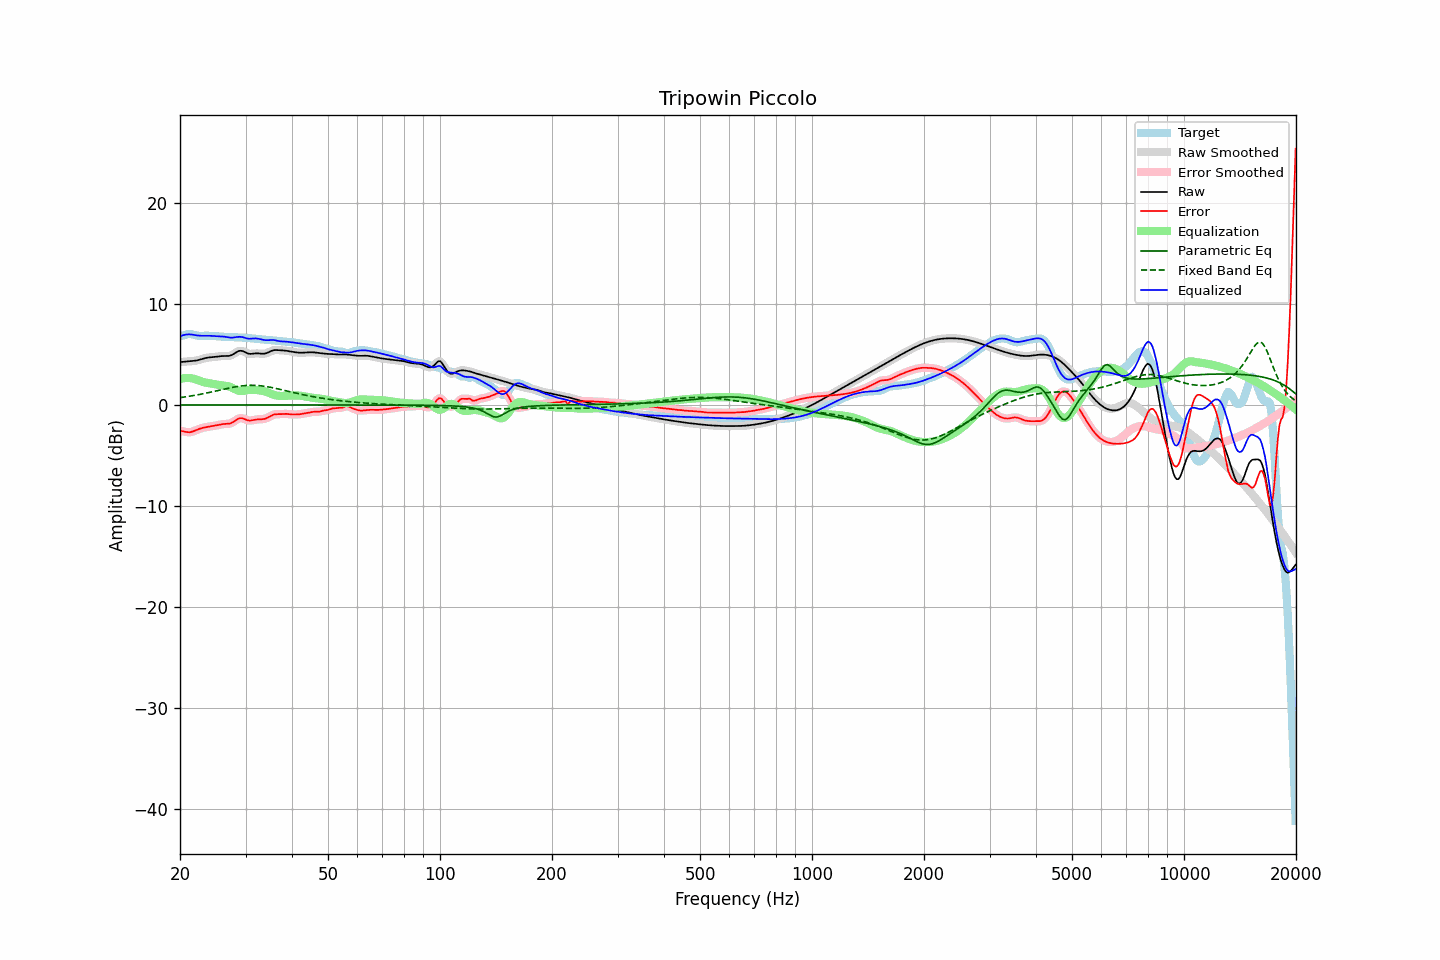 Tripowin Piccolo
Target
Raw Smoothed
Error Smoothed
Raw
Error
Equalization
Parametric Eq
Fixed Band Eq
Equalized
20
10
0
−10
−20
−30
−40
Amplitude (dBr)
20 50 100 200 500 1000 2000 5000 10000 20000
Frequency (Hz)